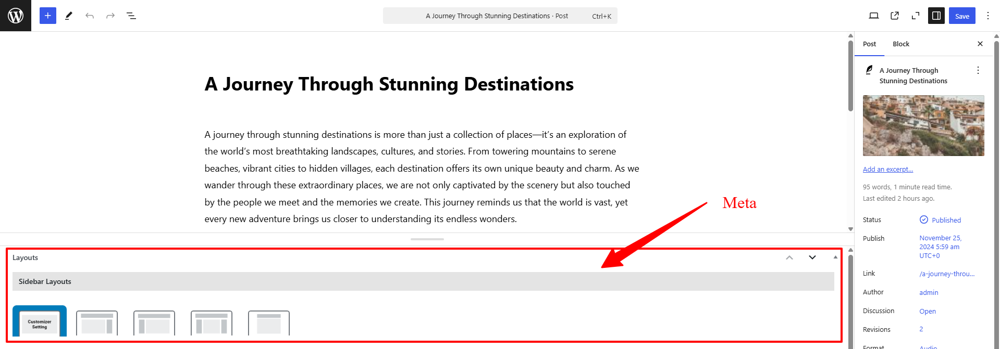 A Journey Through Stunning Destinations · Post
Ctrl+K
Save
A Journey Through Stunning Destinations
A journey through stunning destinations is more than just a collection of places—it’s an exploration of
the world’s most breathtaking landscapes, cultures, and stories. From towering mountains to serene
beaches, vibrant cities to hidden villages, each destination offers its own unique beauty and charm. As we
wander through these extraordinary places, we are not only captivated by the scenery but also touched
by the people we meet and the memories we create. This journey reminds us that the world is vast, yet
every new adventure brings us closer to understanding its endless wonders.
Meta
Layouts
Sidebar Layouts
Customizer
Setting
Post
Block
A Journey Through
Stunning Destinations
Add an excerpt...
95 words, 1 minute read time.
Last edited 2 hours ago.
Status
Published
Publish
November 25,
2024 5:59 am
UTC+0
Link
/a-journey-throu...
Author
admin
Discussion
Open
Revisions
2
Format
Audio